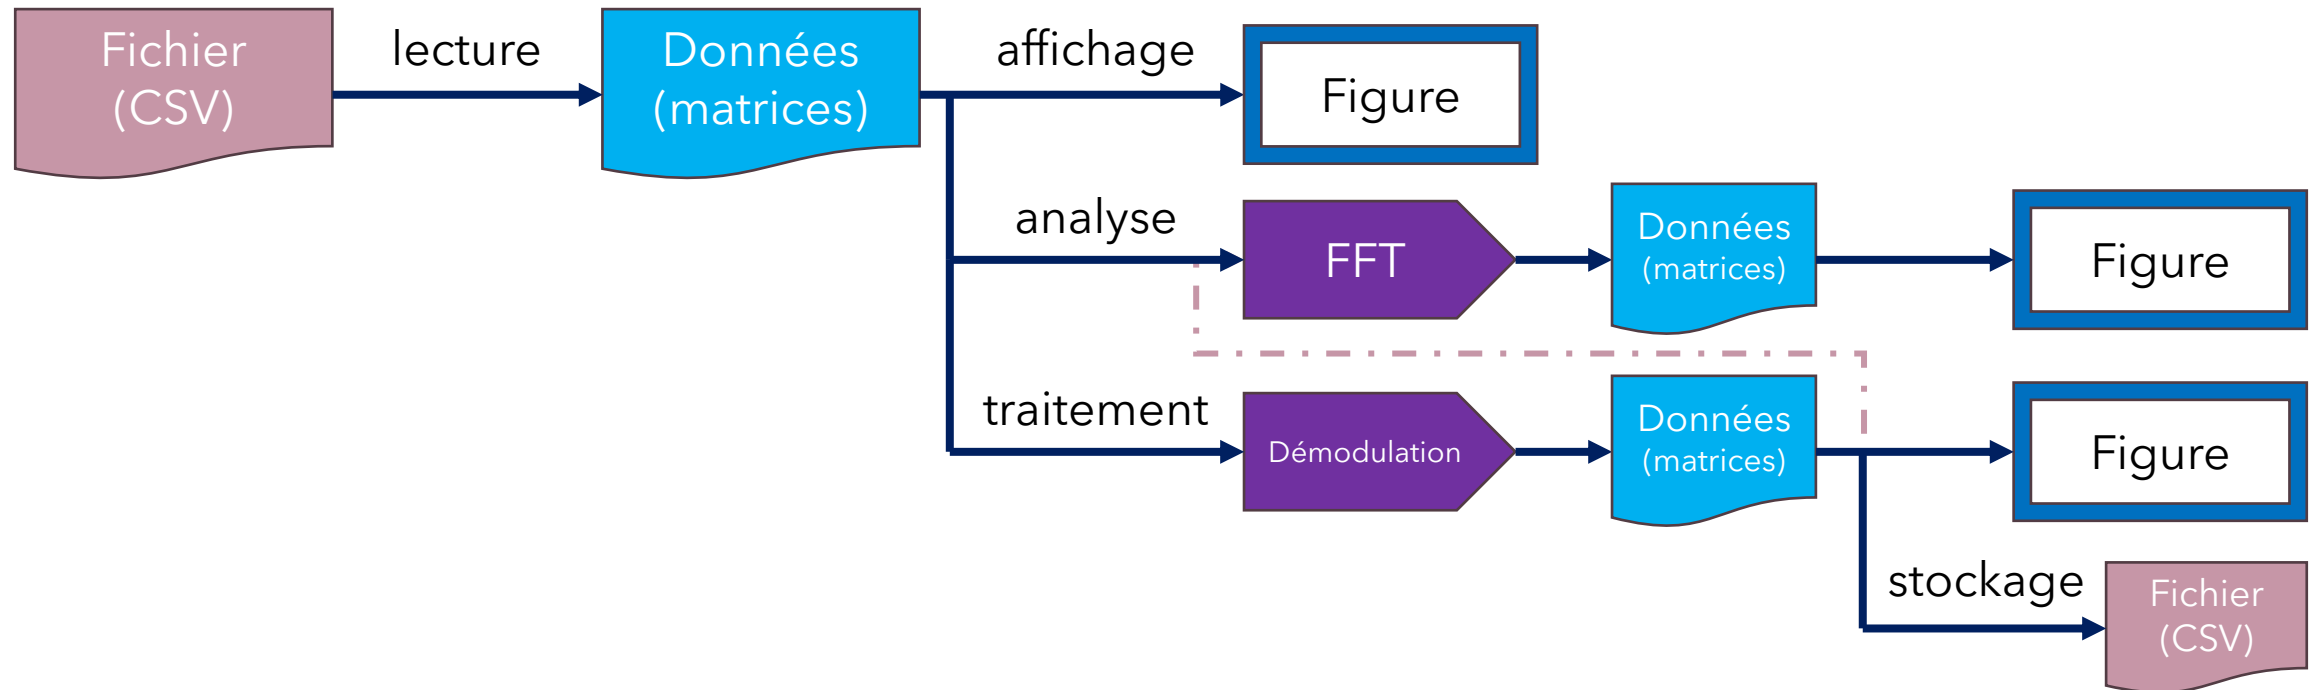 Fichier
(CSV)
lecture
Données
(matrices)
affichage
Figure
analyse
FFT
Données
(matrices)
Figure
traitement
Démodulation
Données
(matrices)
Figure
stockage
Fichier
(CSV)